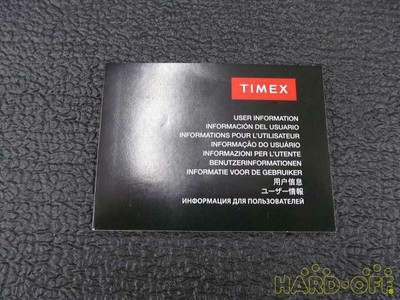 TIMEX
USER INFORMATION
INFORMACIÓN DEL USUARIO
INFORMATIONS POUR L'UTILISATEUR
INFORMAÇÃO DO USUÁRIO
INFORMAZIONI PER L'UTENTE
BENUTZERINFORMATIONEN
INFORMATIE VOOR DE GEBRUIKER
用户信息
ユーザー情報
ИНФОРМАЦИЯ ДЛЯ ПОЛЬЗОВАТЕЛЕЙ
HARD-OFF